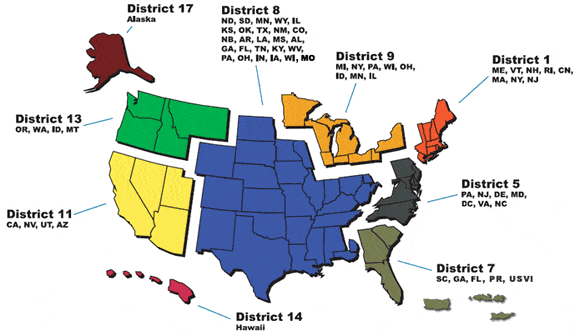 District 17
Alaska
District 8
ND, SD, MN, WY, IL
KS, OK, TX, NM, CO,
NB, AR, LA, MS, AL,
GA, FL, TN, KY, WV,
PA, OH, IN, IA, WI, MO
District 9
MI, NY, PA, WI, OH,
ID, MN, IL
District 1
ME, VT, NH, RI, CN,
MA, NY, NJ
District 13
OR, WA, ID, MT
District 5
PA, NJ, DE, MD,
DC, VA, NC
District 11
CA, NV, UT, AZ
District 7
SC, GA, FL, PR, USVI
District 14
Hawaii